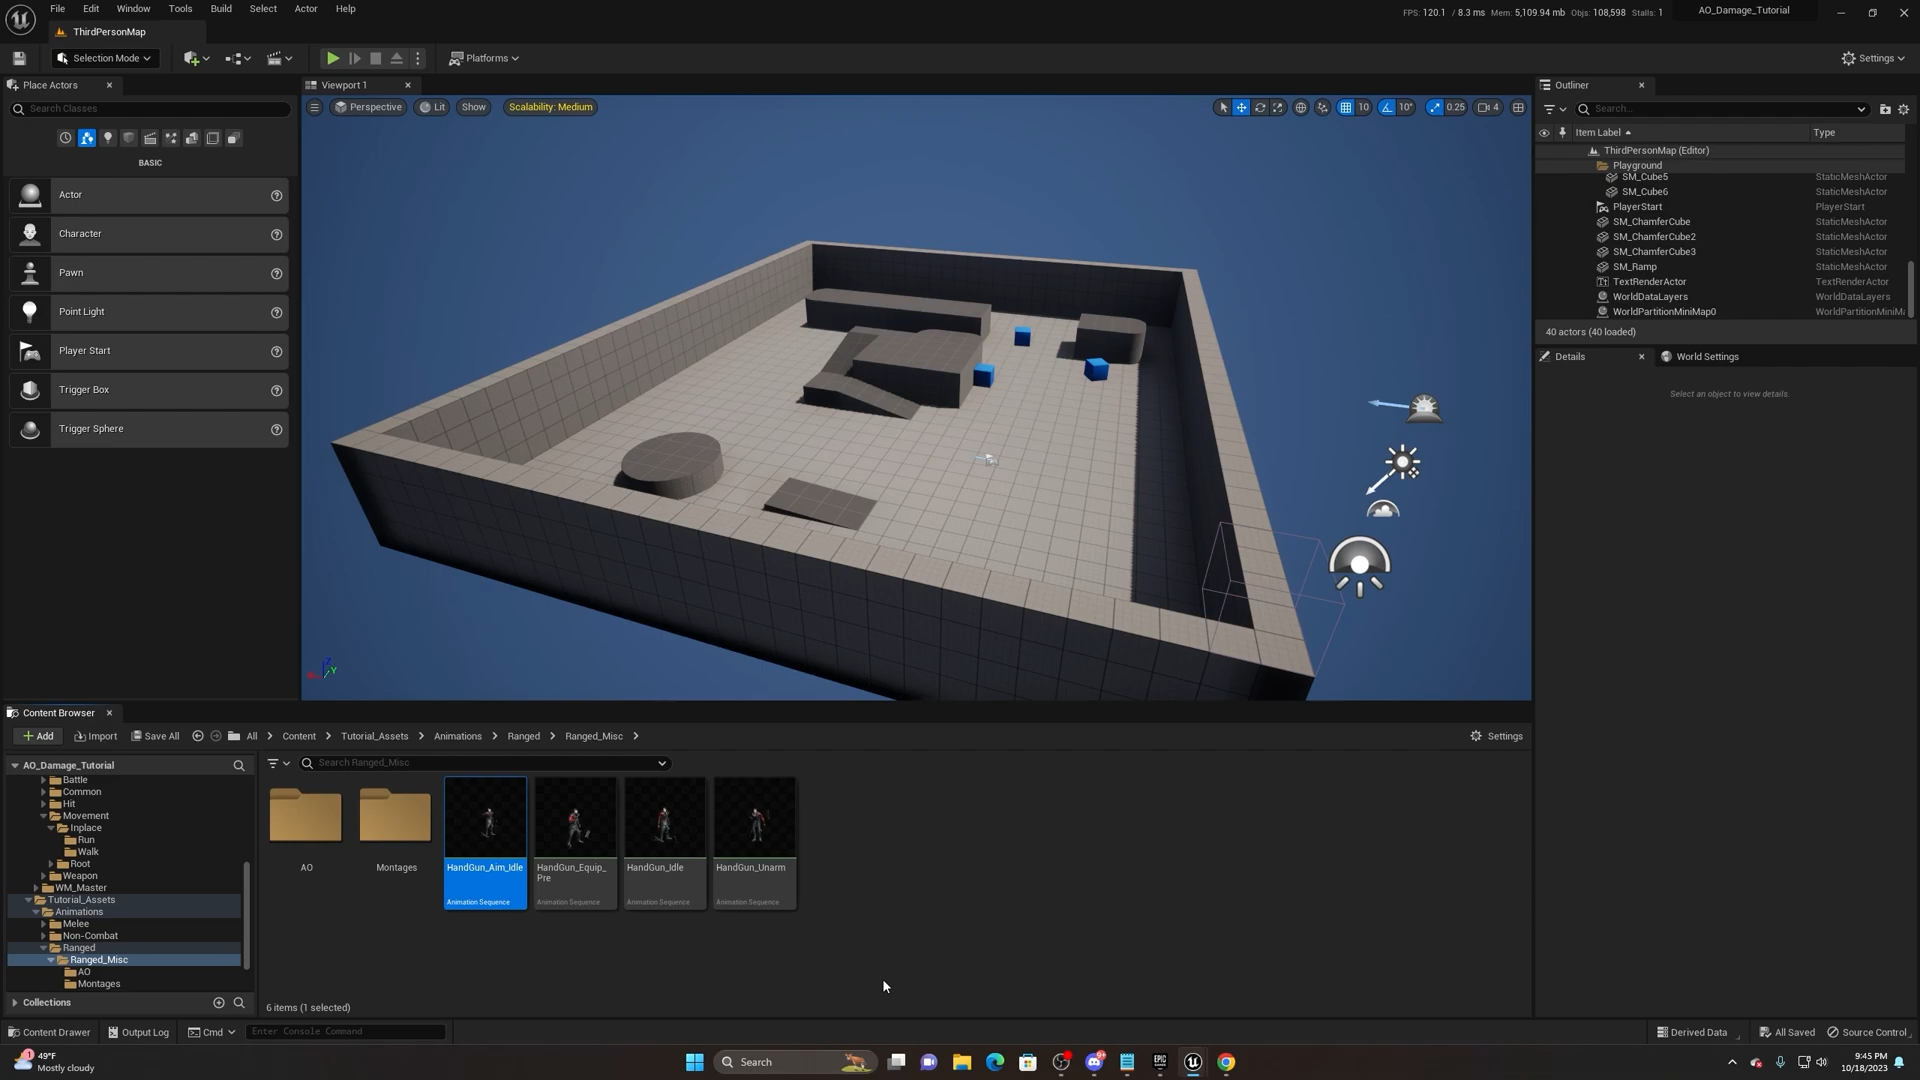 File Edit Window Tools Build Select Actor Help
FPS: 120.1 / 8.3 ms Mem: 5,109.94 mb Objs: 108,598 Stalls: 1
AO_Damage_Tutorial
ThirdPersonMap
Selection Mode
Platforms
Settings
Place Actors
Search Classes
BASIC
Actor
Character
Pawn
Point Light
Player Start
Trigger Box
Trigger Sphere
Viewport 1
Perspective Lit Show Scalability: Medium
10 10° 0.25 4
Outliner
Search...
Item Label Type
ThirdPersonMap (Editor)
Playground
SM_Cube5 StaticMeshActor
SM_Cube6 StaticMeshActor
PlayerStart PlayerStart
SM_ChamferCube StaticMeshActor
SM_ChamferCube2 StaticMeshActor
SM_ChamferCube3 StaticMeshActor
SM_Ramp StaticMeshActor
TextRenderActor TextRenderActor
WorldDataLayers WorldDataLayers
WorldPartitionMiniMap0 WorldPartitionMiniMa
40 actors (40 loaded)
Details World Settings
Select an object to view details.
Content Browser
Add Import Save All All Content Tutorial_Assets Animations Ranged Ranged_Misc Settings
AO_Damage_Tutorial
Battle
Common
Hit
Movement
Inplace
Run
Walk
Root
Weapon
WM_Master
Tutorial_Assets
Animations
Melee
Non-Combat
Ranged
Ranged_Misc
AO
Montages
Collections
Search Ranged_Misc
AO
Montages
HandGun_Aim_Idle
Animation Sequence
HandGun_Equip_
Pre
Animation Sequence
HandGun_Idle
Animation Sequence
HandGun_Unarm
Animation Sequence
6 items (1 selected)
Content Drawer Output Log Cmd Enter Console Command
Derived Data All Saved Source Control
49°F
Mostly cloudy
Search
9:45 PM
10/18/2023